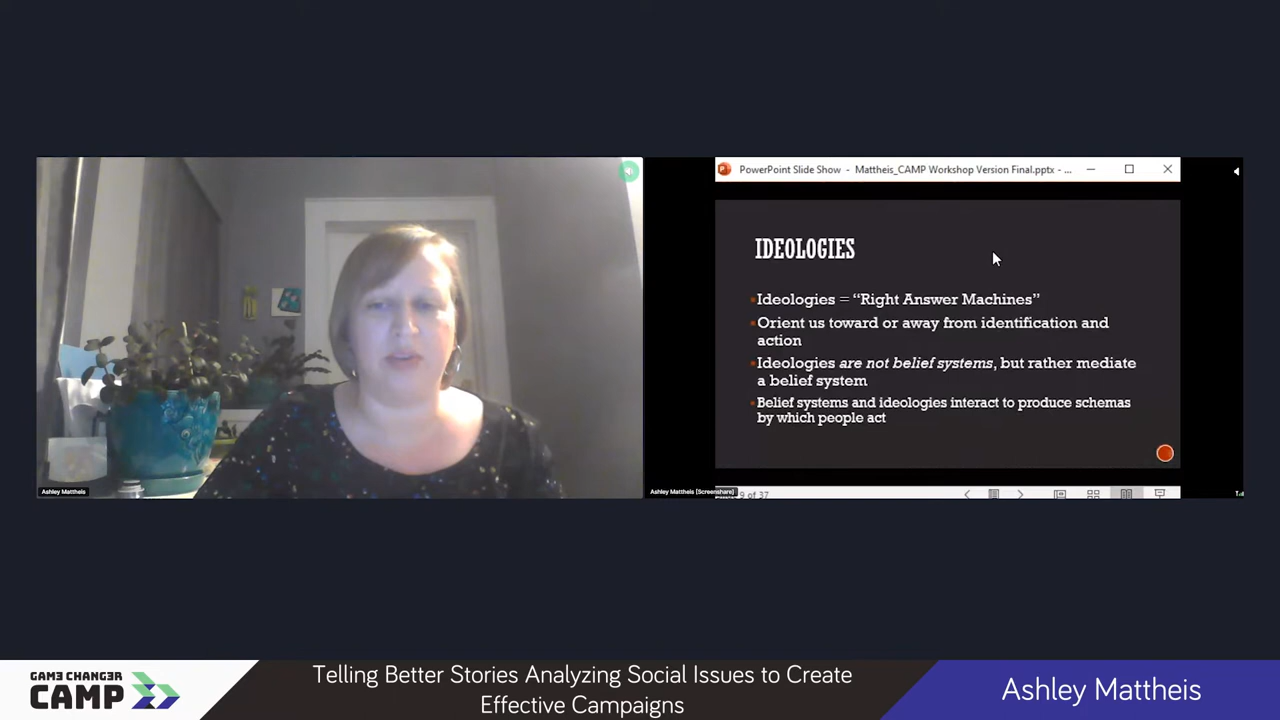 PowerPoint Slide Show - Mattheis_CAMP Workshop Version Final.pptx - ...
IDEOLOGIES
Ideologies = “Right Answer Machines”
Orient us toward or away from identification and
action
Ideologies are not belief systems, but rather mediate
a belief system
Belief systems and ideologies interact to produce schemas
by which people act
Ashley Mattheis
Ashley Mattheis [Screenshare]
9 of 37
GAME CHANGER
CAMP
Telling Better Stories Analyzing Social Issues to Create
Effective Campaigns
Ashley Mattheis